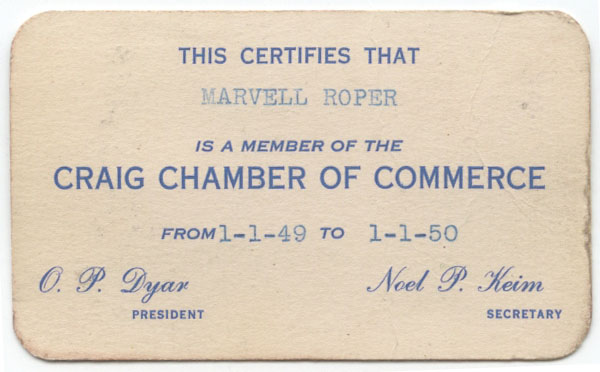 THIS CERTIFIES THAT
MARVELL ROPER
IS A MEMBER OF THE
CRAIG CHAMBER OF COMMERCE
FROM 1-1-49 TO 1-1-50
O. P. Dyar Noel P. Keim
PRESIDENT SECRETARY